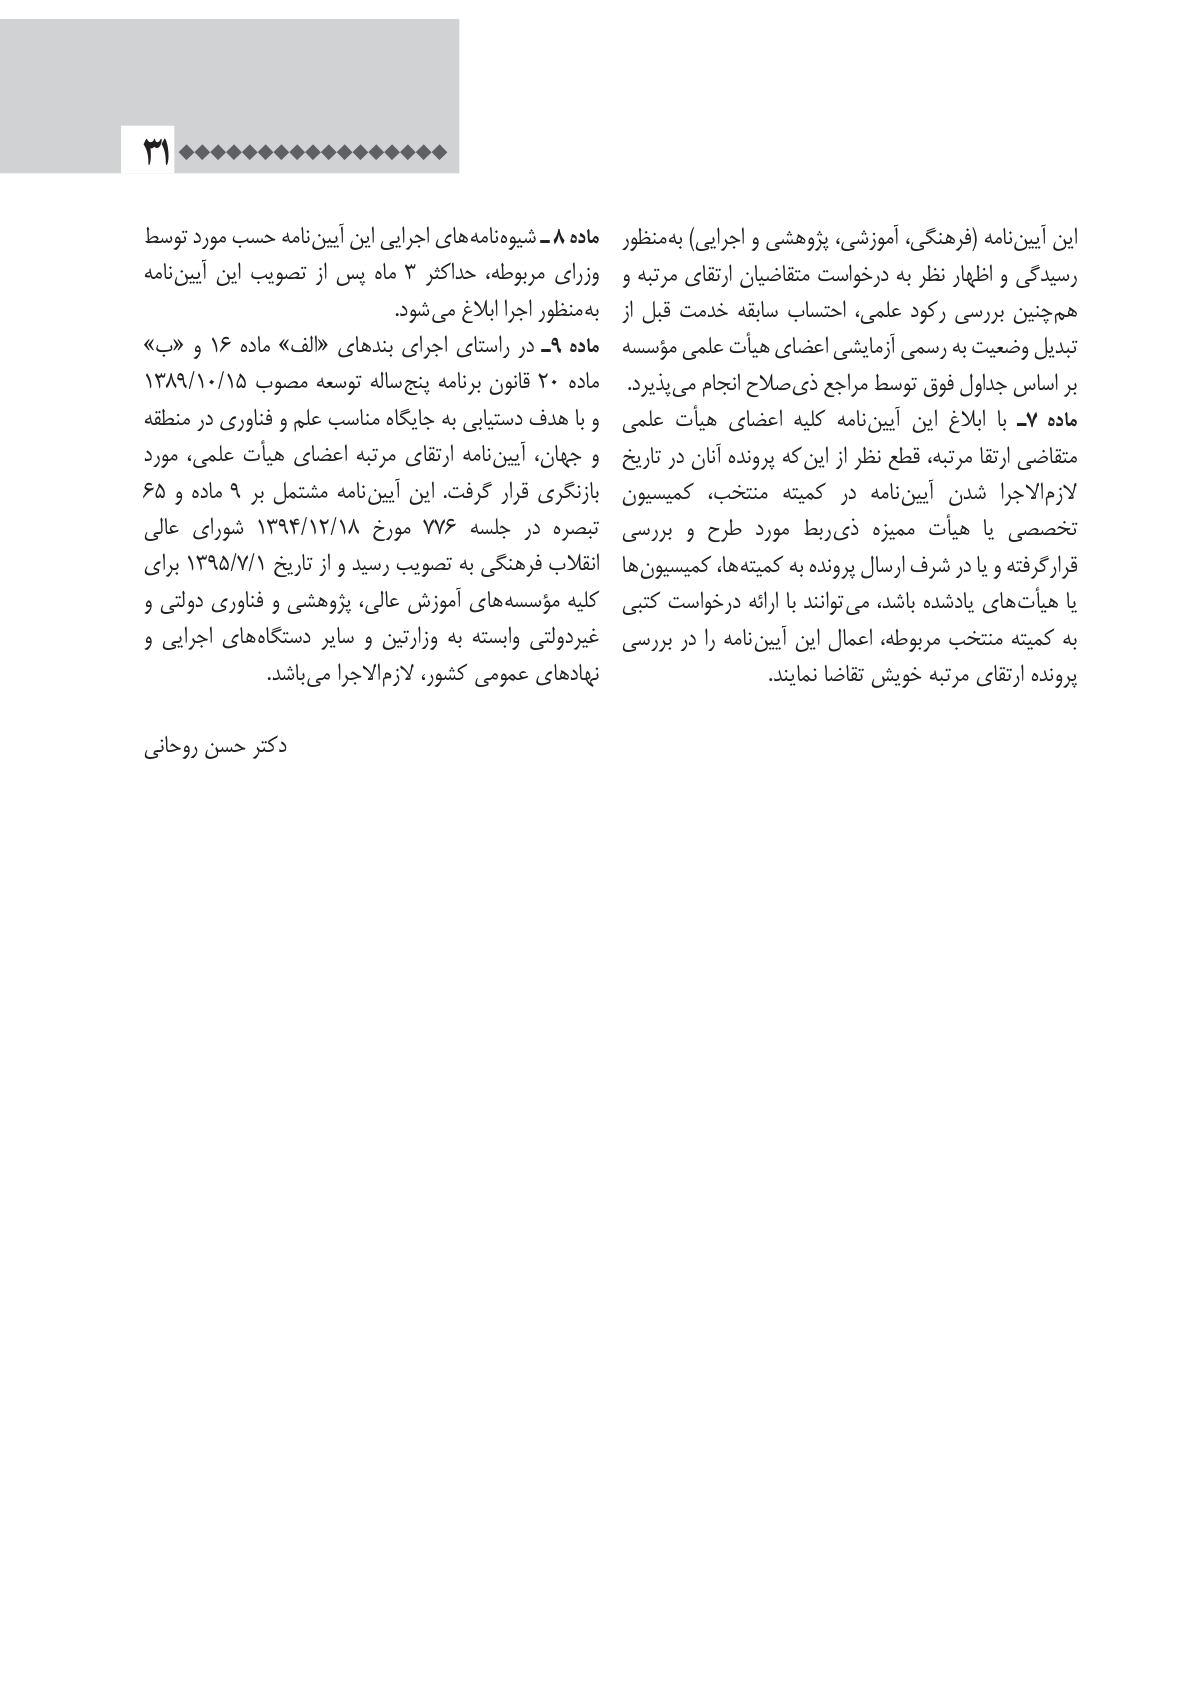 ۳۱
این آیین‌نامه (فرهنگی، آموزشی، پژوهشی و اجرایی) به‌منظور
رسیدگی و اظهار نظر به درخواست متقاضیان ارتقای مرتبه و
هم‌چنین بررسی رکود علمی، احتساب سابقه خدمت قبل از
تبدیل وضعیت به رسمی آزمایشی اعضای هیأت علمی مؤسسه
بر اساس جداول فوق توسط مراجع ذی‌صلاح انجام می‌پذیرد.
ماده ۷ـ با ابلاغ این آیین‌نامه کلیه اعضای هیأت علمی
متقاضی ارتقا مرتبه، قطع نظر از این‌که پرونده آنان در تاریخ
لازم‌الاجرا شدن آیین‌نامه در کمیته منتخب، کمیسیون
تخصصی یا هیأت ممیزه ذی‌ربط مورد طرح و بررسی
قرارگرفته و یا در شرف ارسال پرونده به کمیته‌ها، کمیسیون‌ها
یا هیأت‌های یادشده باشد، می‌توانند با ارائه درخواست کتبی
به کمیته منتخب مربوطه، اعمال این آیین‌نامه را در بررسی
پرونده ارتقای مرتبه خویش تقاضا نمایند.
ماده ۸ ـ شیوه‌نامه‌های اجرایی این آیین‌نامه حسب مورد توسط
وزرای مربوطه، حداکثر ۳ ماه پس از تصویب این آیین‌نامه
به‌منظور اجرا ابلاغ می‌شود.
ماده ۹ـ در راستای اجرای بندهای «الف» ماده ۱۶ و «ب»
ماده ۲۰ قانون برنامه پنج‌ساله توسعه مصوب ۱۳۸۹/۱۰/۱۵
و با هدف دستیابی به جایگاه مناسب علم و فناوری در منطقه
و جهان، آیین‌نامه ارتقای مرتبه اعضای هیأت علمی، مورد
بازنگری قرار گرفت. این آیین‌نامه مشتمل بر ۹ ماده و ۶۵
تبصره در جلسه ۷۷۶ مورخ ۱۳۹۴/۱۲/۱۸ شورای عالی
انقلاب فرهنگی به تصویب رسید و از تاریخ ۱۳۹۵/۷/۱ برای
کلیه مؤسسه‌های آموزش عالی، پژوهشی و فناوری دولتی و
غیردولتی وابسته به وزارتین و سایر دستگاه‌های اجرایی و
نهادهای عمومی کشور، لازم‌الاجرا می‌باشد.
دکتر حسن روحانی